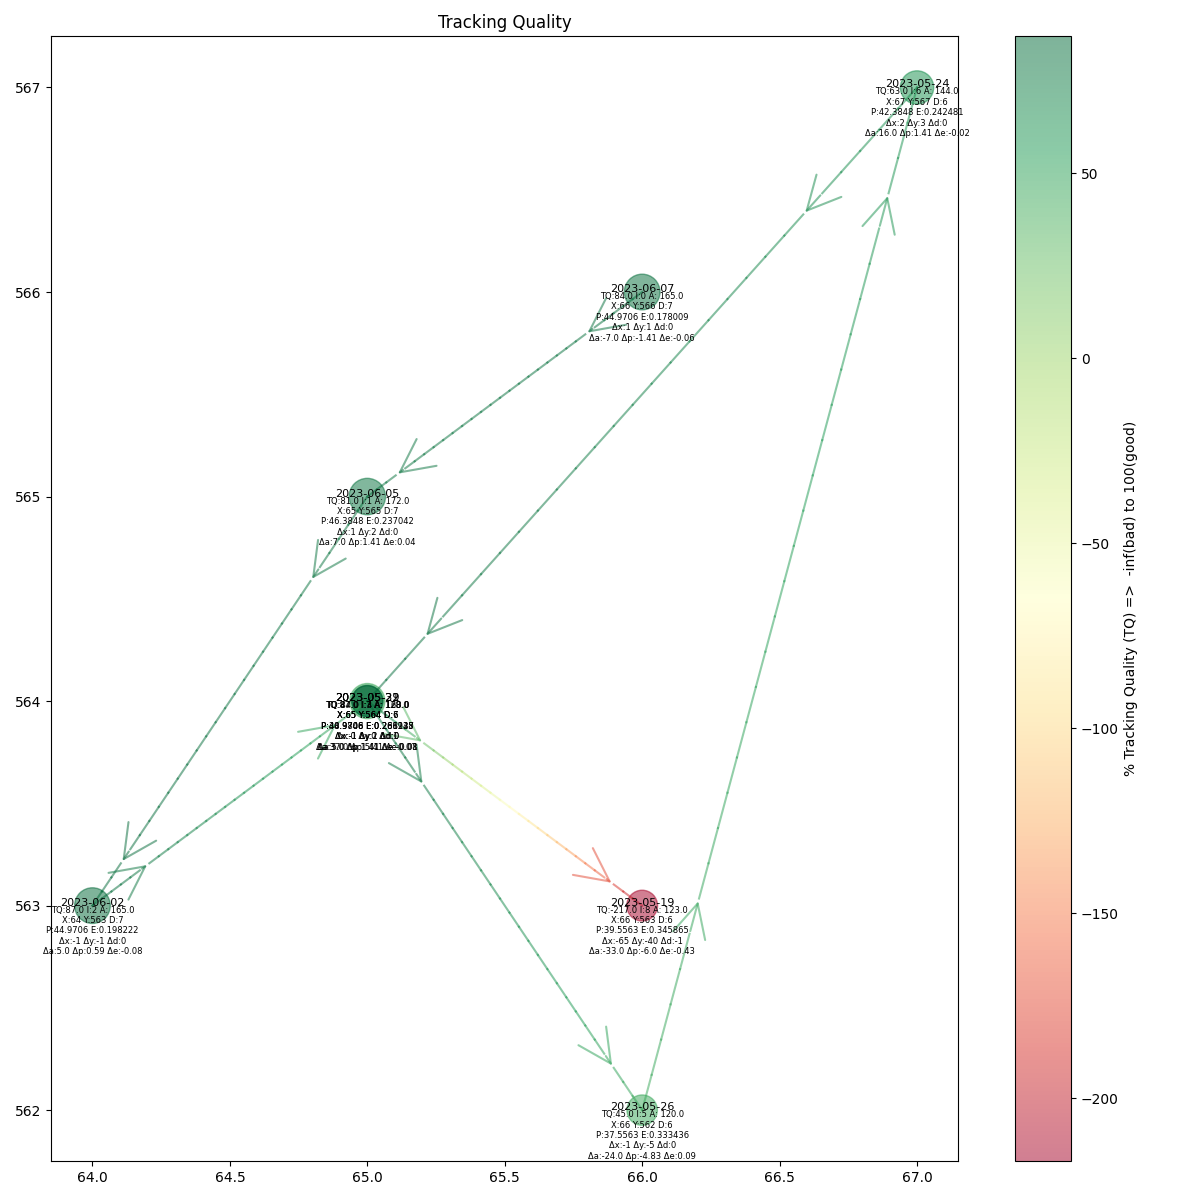 Tracking Quality
567
566
565
564
563
562
64.0
64.5
65.0
65.5
66.0
66.5
67.0
2023-05-24
TQ:63.0 I:6 A: 144.0
X:67 Y:567 D:6
P:42.3848 E:0.242481
Δx:2 Δy:3 Δd:0
Δa:16.0 Δp:1.41 Δe:-0.02
2023-06-07
TQ:84.0 I:0 A: 165.0
X:66 Y:566 D:7
P:44.9706 E:0.178009
Δx:1 Δy:1 Δd:0
Δa:-7.0 Δp:-1.41 Δe:-0.06
2023-06-05
TQ:81.0 I:1 A: 172.0
X:65 Y:565 D:7
P:46.3848 E:0.237042
Δx:1 Δy:2 Δd:0
Δa:7.0 Δp:1.41 Δe:0.04
X:65 Y:564
2023-06-02
TQ:87.0 I:2 A: 165.0
X:64 Y:563 D:7
P:44.9706 E:0.198222
Δx:-1 Δy:-1 Δd:0
Δa:5.0 Δp:0.59 Δe:-0.08
2023-05-19
TQ:-217.0 I:8 A: 123.0
X:66 Y:563 D:6
P:39.5563 E:0.345865
Δx:-65 Δy:-40 Δd:-1
Δa:-33.0 Δp:-6.0 Δe:-0.43
2023-05-26
TQ:45.0 I:5 A: 120.0
X:66 Y:562 D:6
P:37.5563 E:0.333436
Δx:-1 Δy:-5 Δd:0
Δa:-24.0 Δp:-4.83 Δe:0.09
50
0
−50
−100
−150
−200
% Tracking Quality (TQ) => -inf(bad) to 100(good)